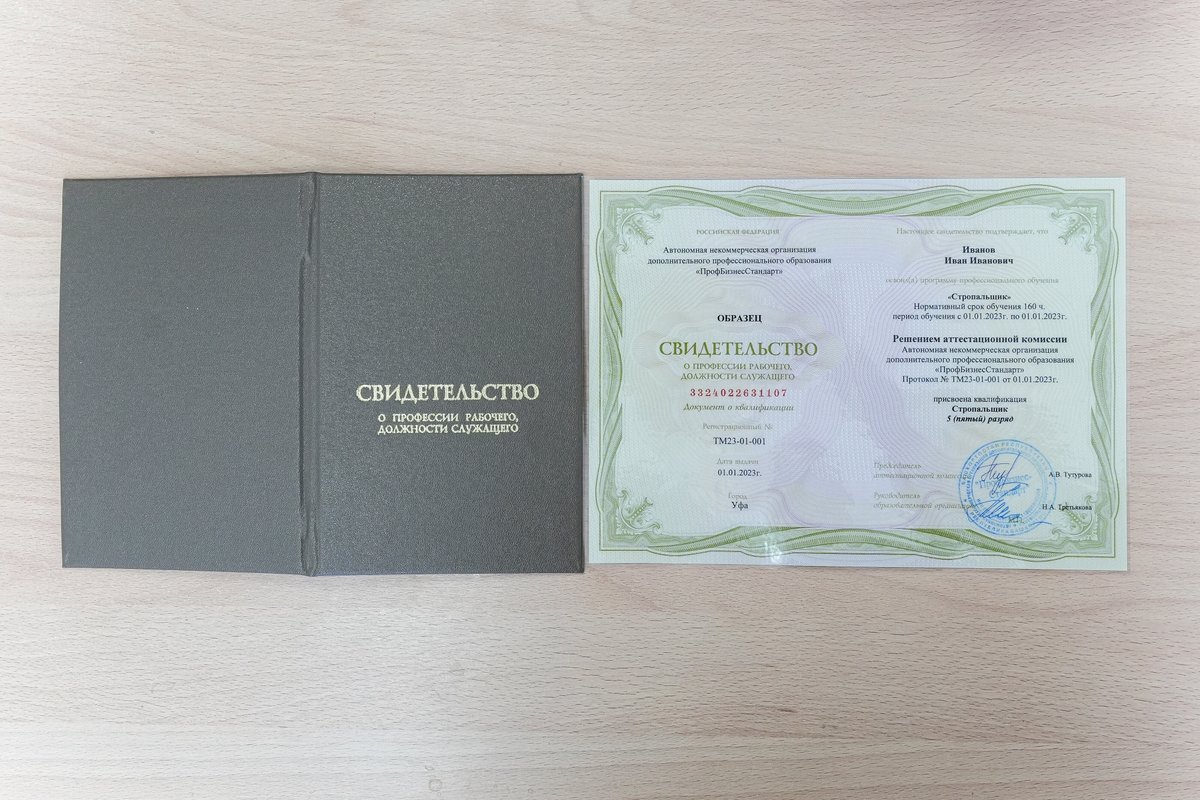 СВИДЕТЕЛЬСТВО
О ПРОФЕССИИ РАБОЧЕГО,
ДОЛЖНОСТИ СЛУЖАЩЕГО
РОССИЙСКАЯ ФЕДЕРАЦИЯ
Автономная некоммерческая организация
дополнительного профессионального образования
«ПрофБизнесСтандарт»
ОБРАЗЕЦ
СВИДЕТЕЛЬСТВО
О ПРОФЕССИИ РАБОЧЕГО,
ДОЛЖНОСТИ СЛУЖАЩЕГО
3324022631107
Документ о квалификации
Регистрационный №
ТМ23-01-001
Дата выдачи
01.01.2023г.
Город
Уфа
Настоящее свидетельство подтверждает, что
Иванов
Иван Иванович
освоил(а) программу профессионального обучения
«Стропальщик»
Нормативный срок обучения 160 ч.
период обучения с 01.01.2023г. по 01.01.2023г.
Решением аттестационной комиссии
Автономная некоммерческая организация
дополнительного профессионального образования
«ПрофБизнесСтандарт»
Протокол № ТМ23-01-001 от 01.01.2023г.
присвоена квалификация
Стропальщик
5 (пятый) разряд
Председатель
аттестационной
А.В. Тутурова
Руководитель
образовательной
Н.А. Третьякова